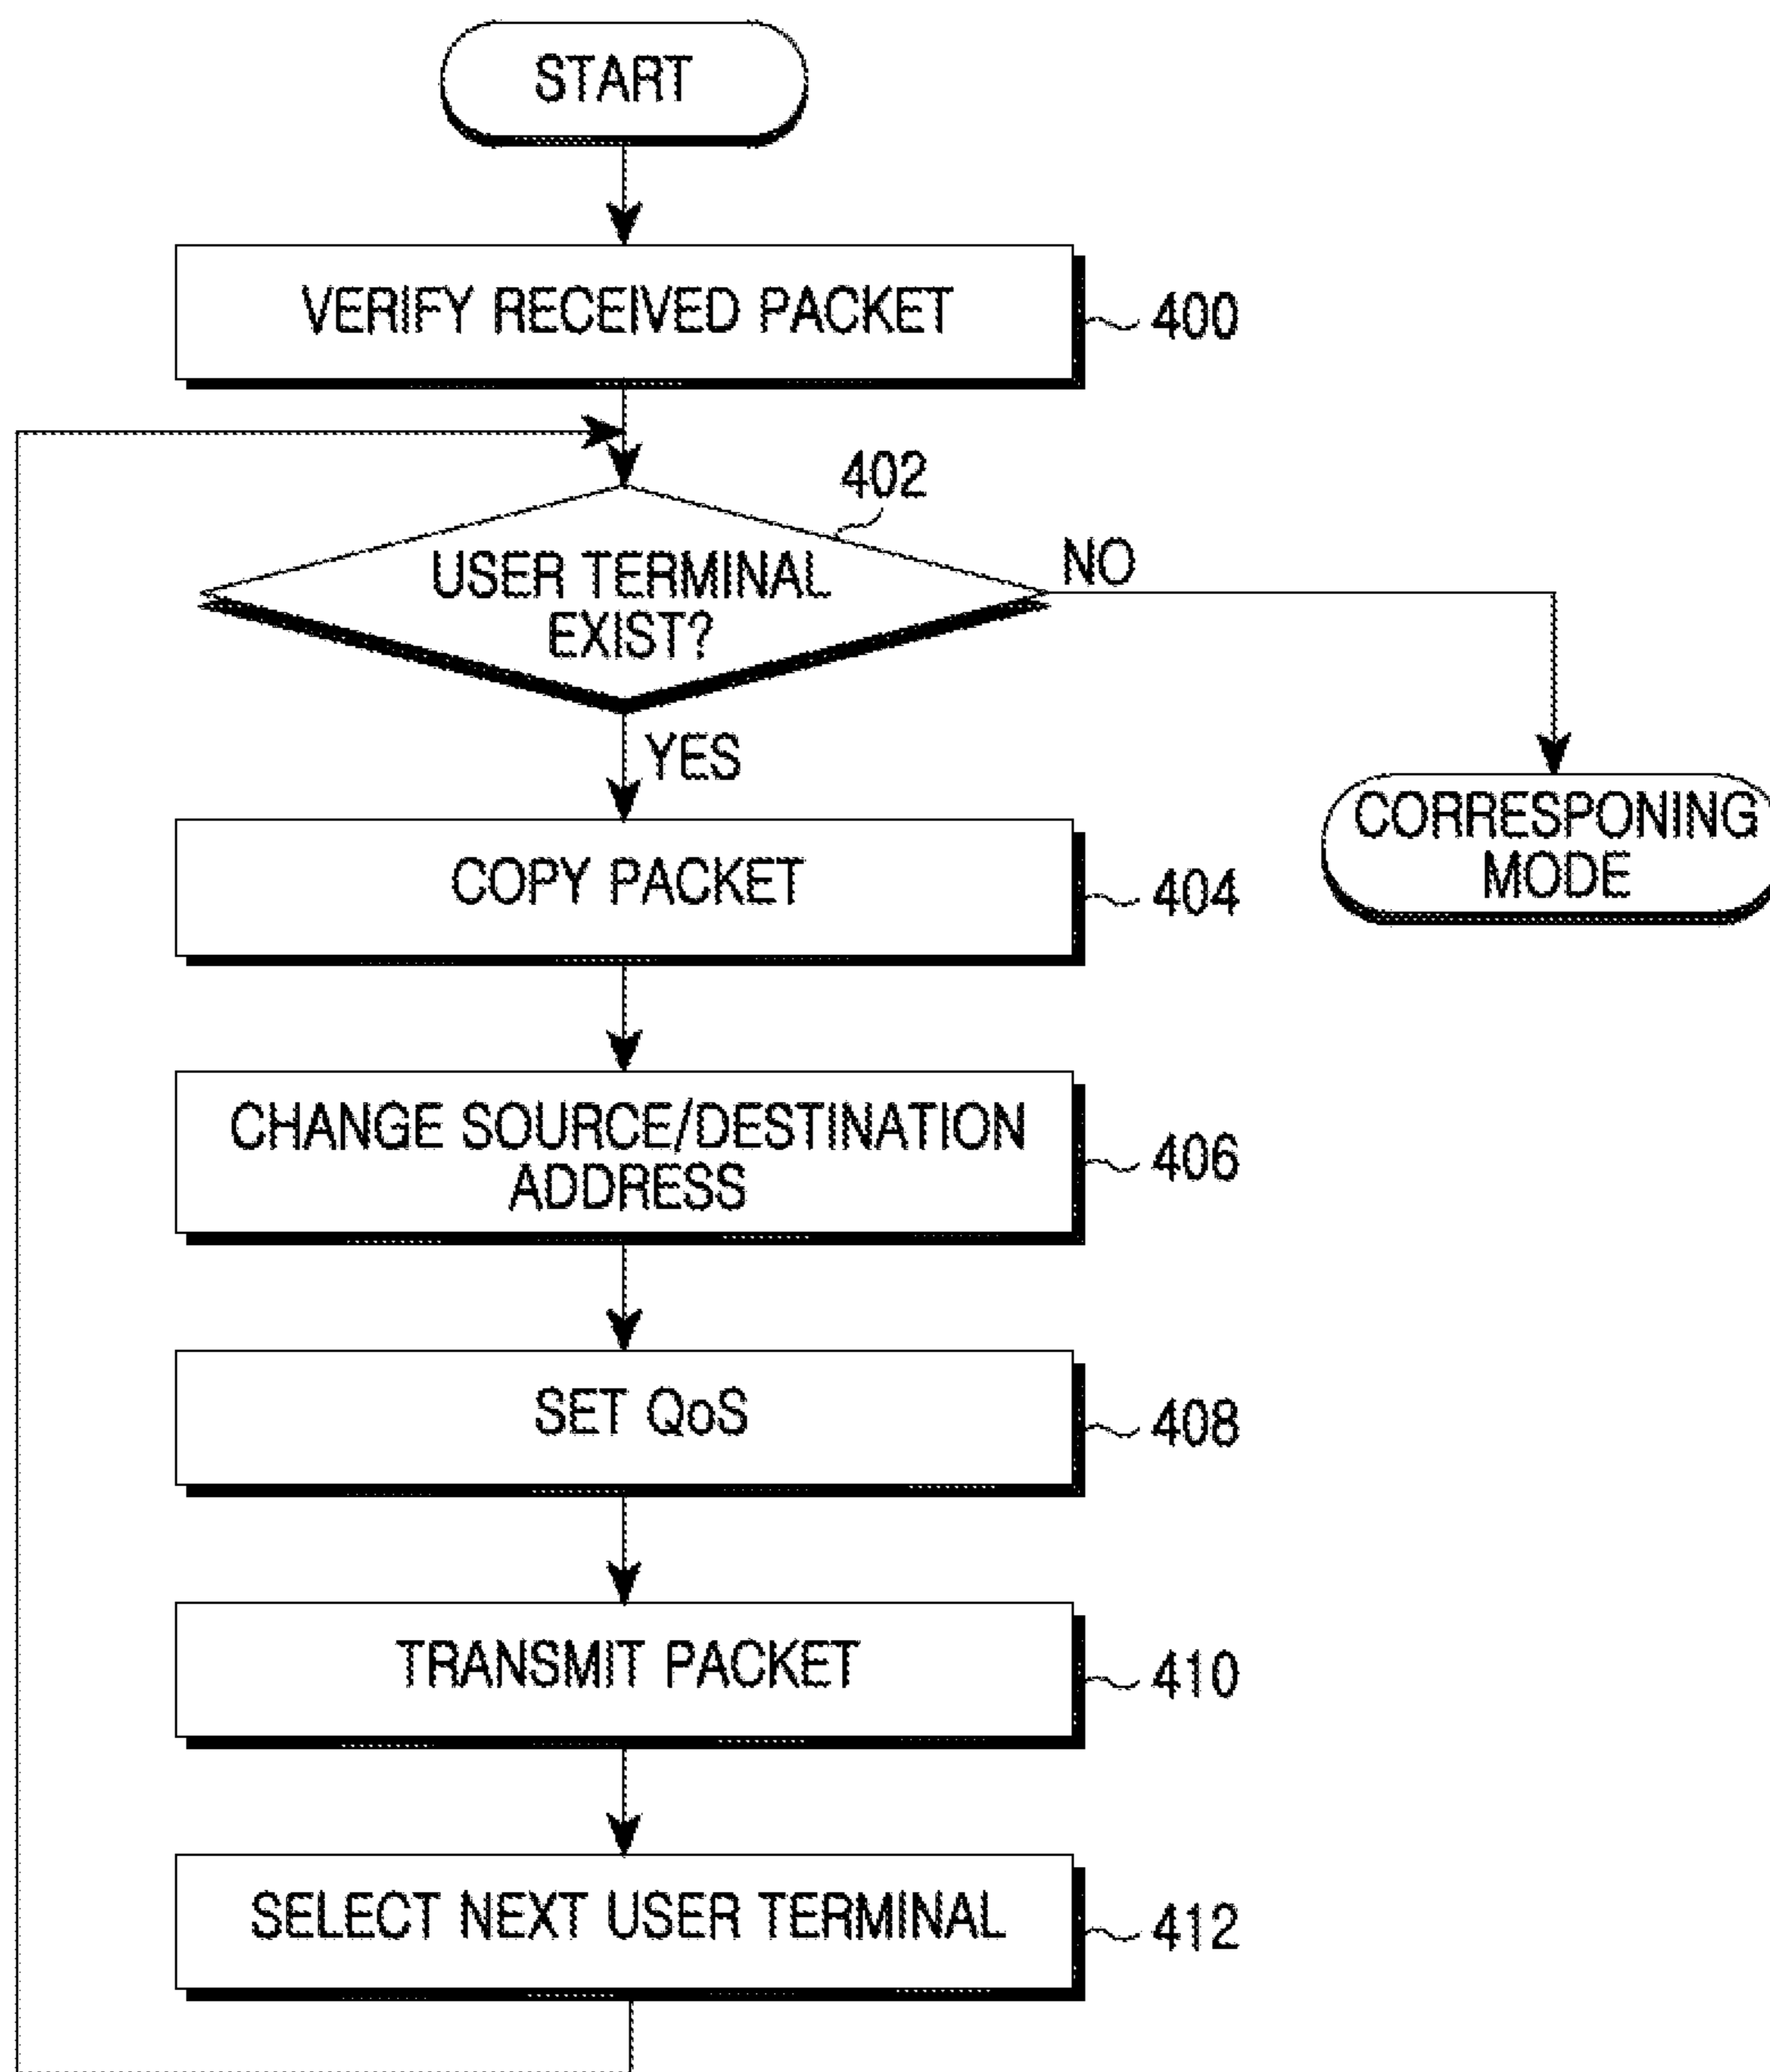 START
VERIFY RECEIVED PACKET
400
402
USER TERMINAL
EXIST?
NO
YES
CORRESPONING
MODE
COPY PACKET
404
CHANGE SOURCE/DESTINATION
ADDRESS
406
SET QoS
408
TRANSMIT PACKET
410
SELECT NEXT USER TERMINAL
412